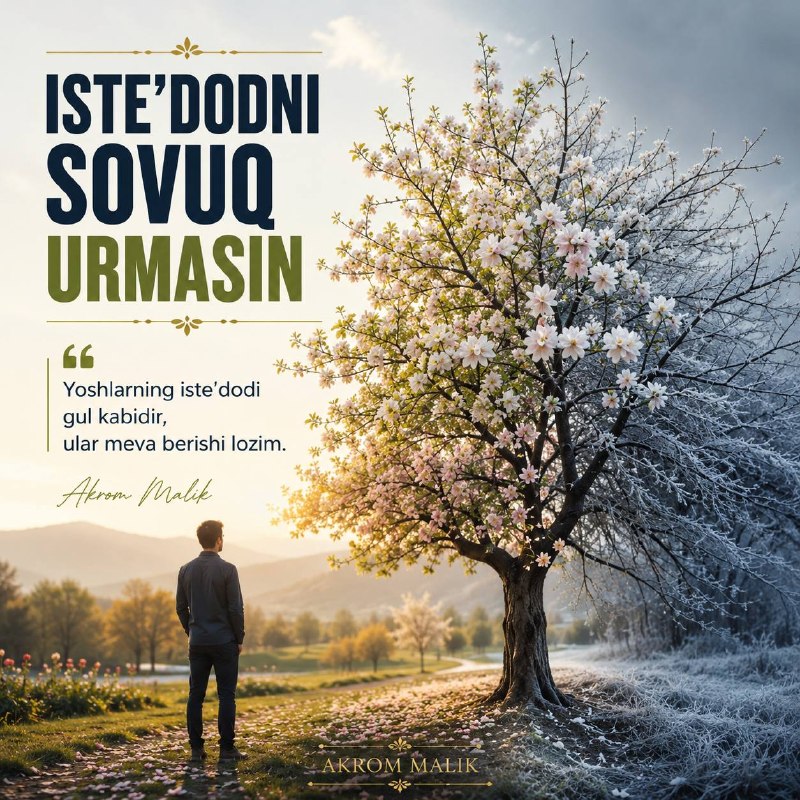 ISTE’DODNI
SOVUQ
URMASIN
“
Yoshlarning iste’dodi
gul kabidir,
ular meva berishi lozim.
Akrom Malik
AKROM MALIK